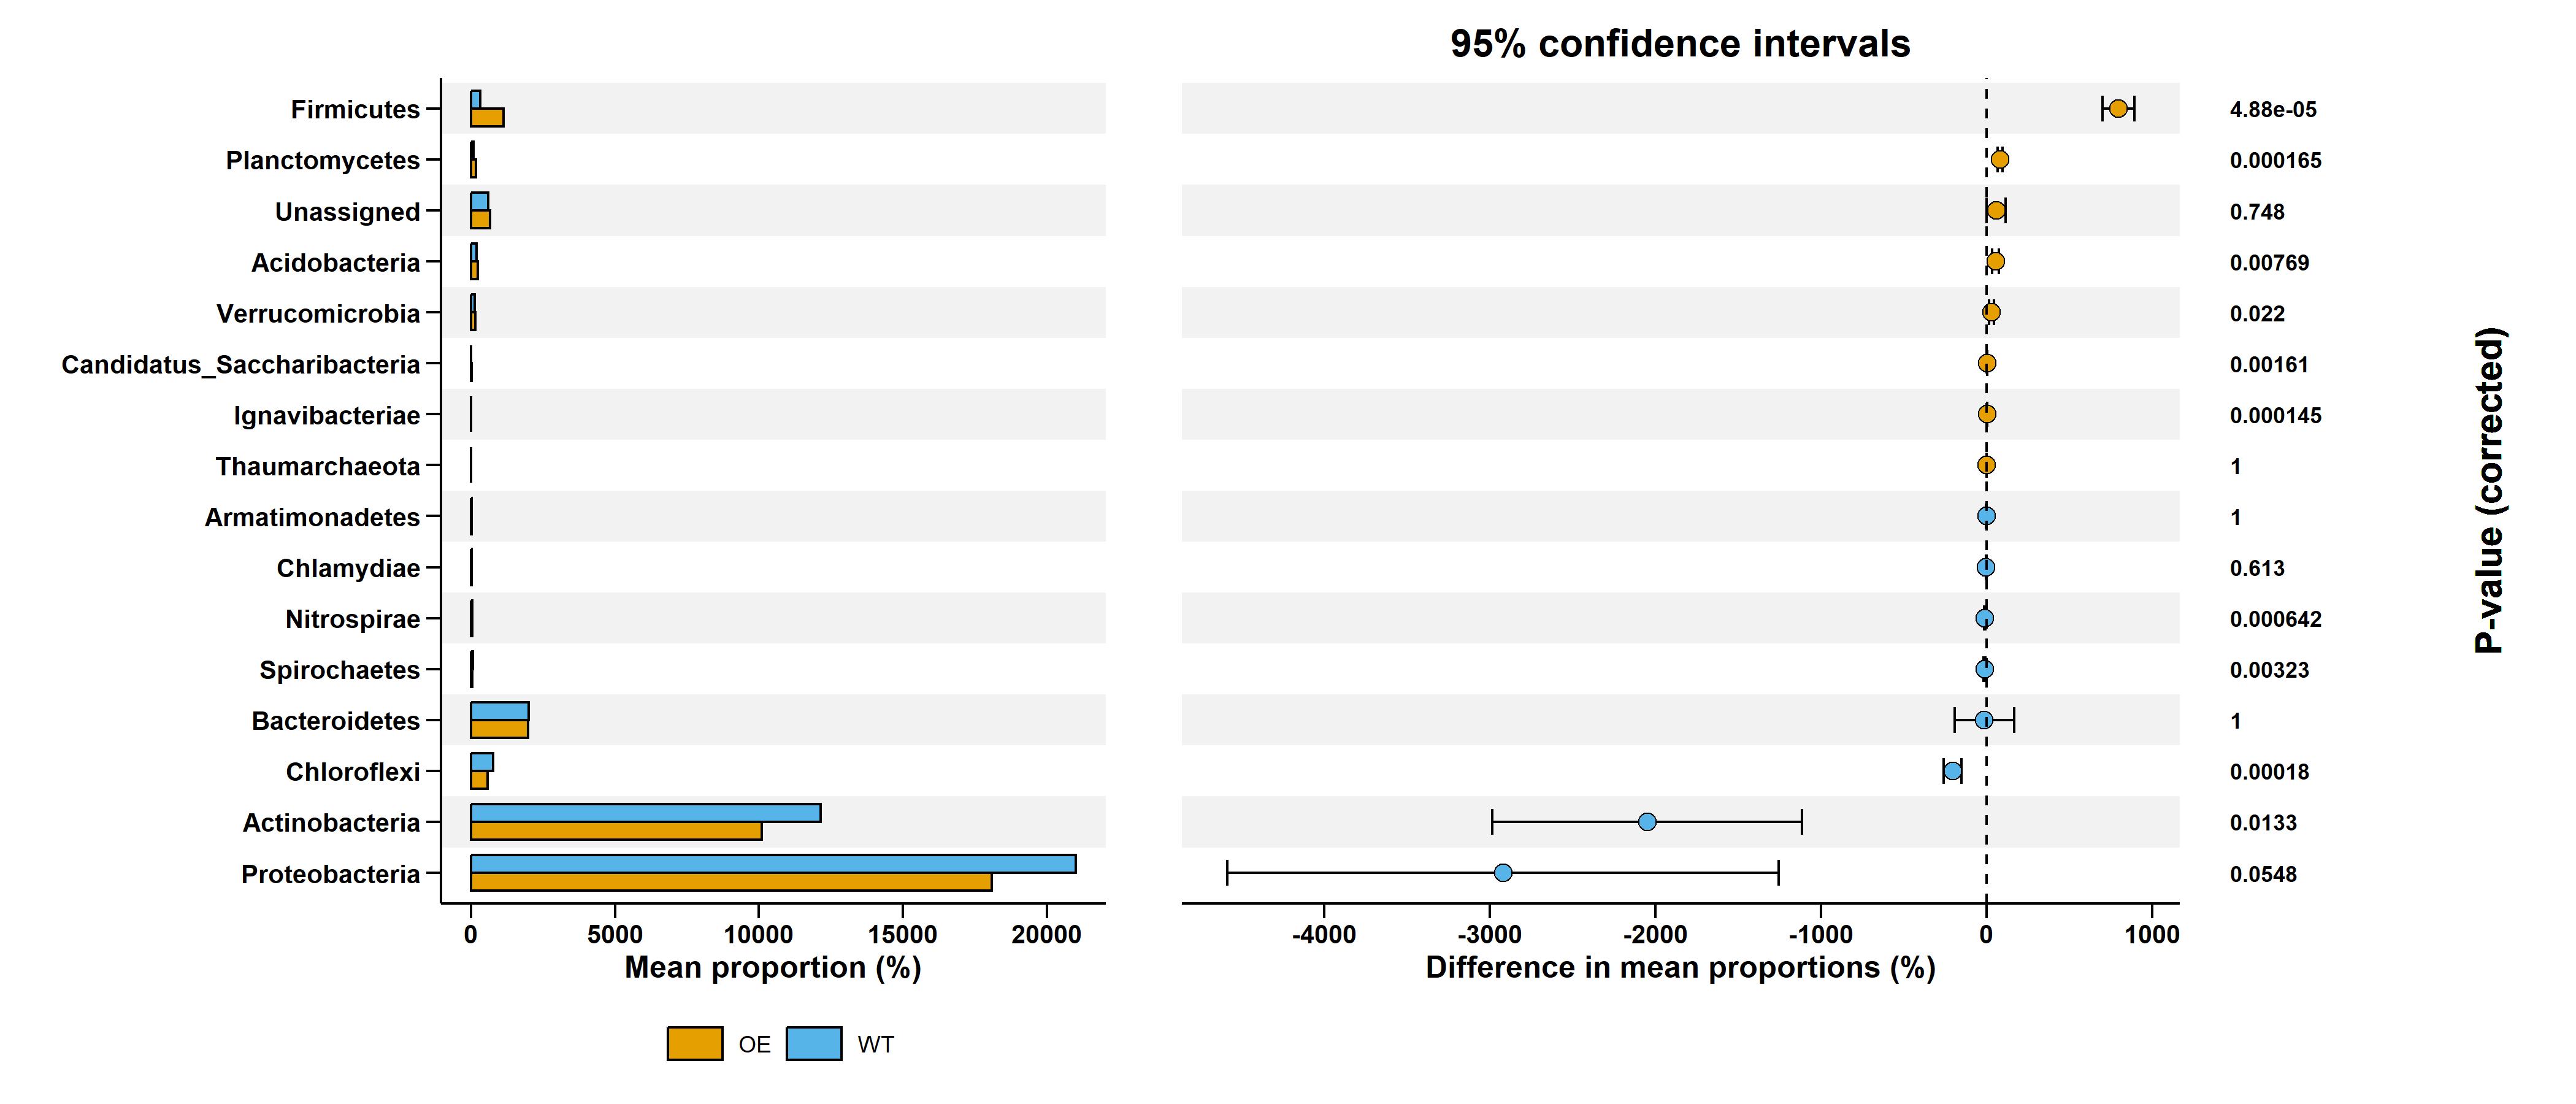 95% confidence intervals
Firmicutes 4.88e-05
Planctomycetes 0.000165
Unassigned 0.748
Acidobacteria 0.00769
Verrucomicrobia 0.022
Candidatus_Saccharibacteria 0.00161
Ignavibacteriae 0.000145
Thaumarchaeota 1
Armatimonadetes 1
Chlamydiae 0.613
Nitrospirae 0.000642
Spirochaetes 0.00323
Bacteroidetes 1
Chloroflexi 0.00018
Actinobacteria 0.0133
Proteobacteria 0.0548
P-value (corrected)
0 5000 10000 15000 20000 -4000 -3000 -2000 -1000 0 1000
Mean proportion (%) Difference in mean proportions (%)
OE WT